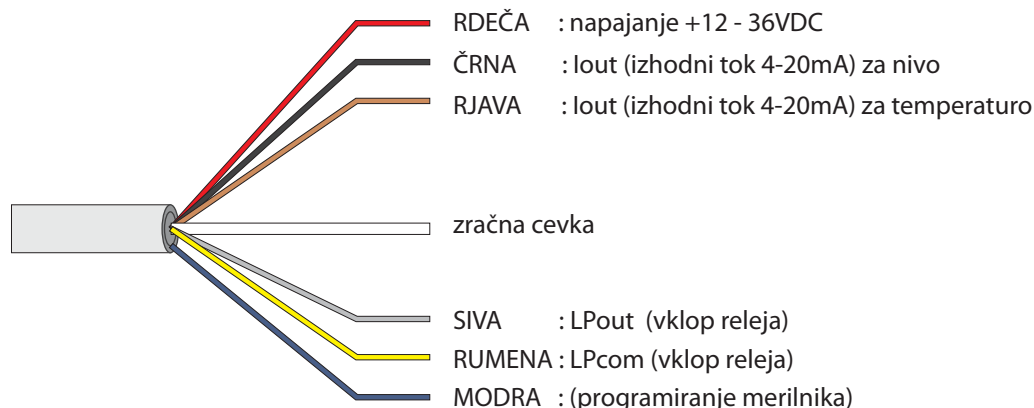 RDEČA : napajanje +12 - 36VDC
ČRNA : Iout (izhodni tok 4-20mA) za nivo
RJAVA : Iout (izhodni tok 4-20mA) za temperaturo
zračna cevka
SIVA : LPout (vklop releja)
RUMENA : LPcom (vklop releja)
MODRA : (programiranje merilnika)